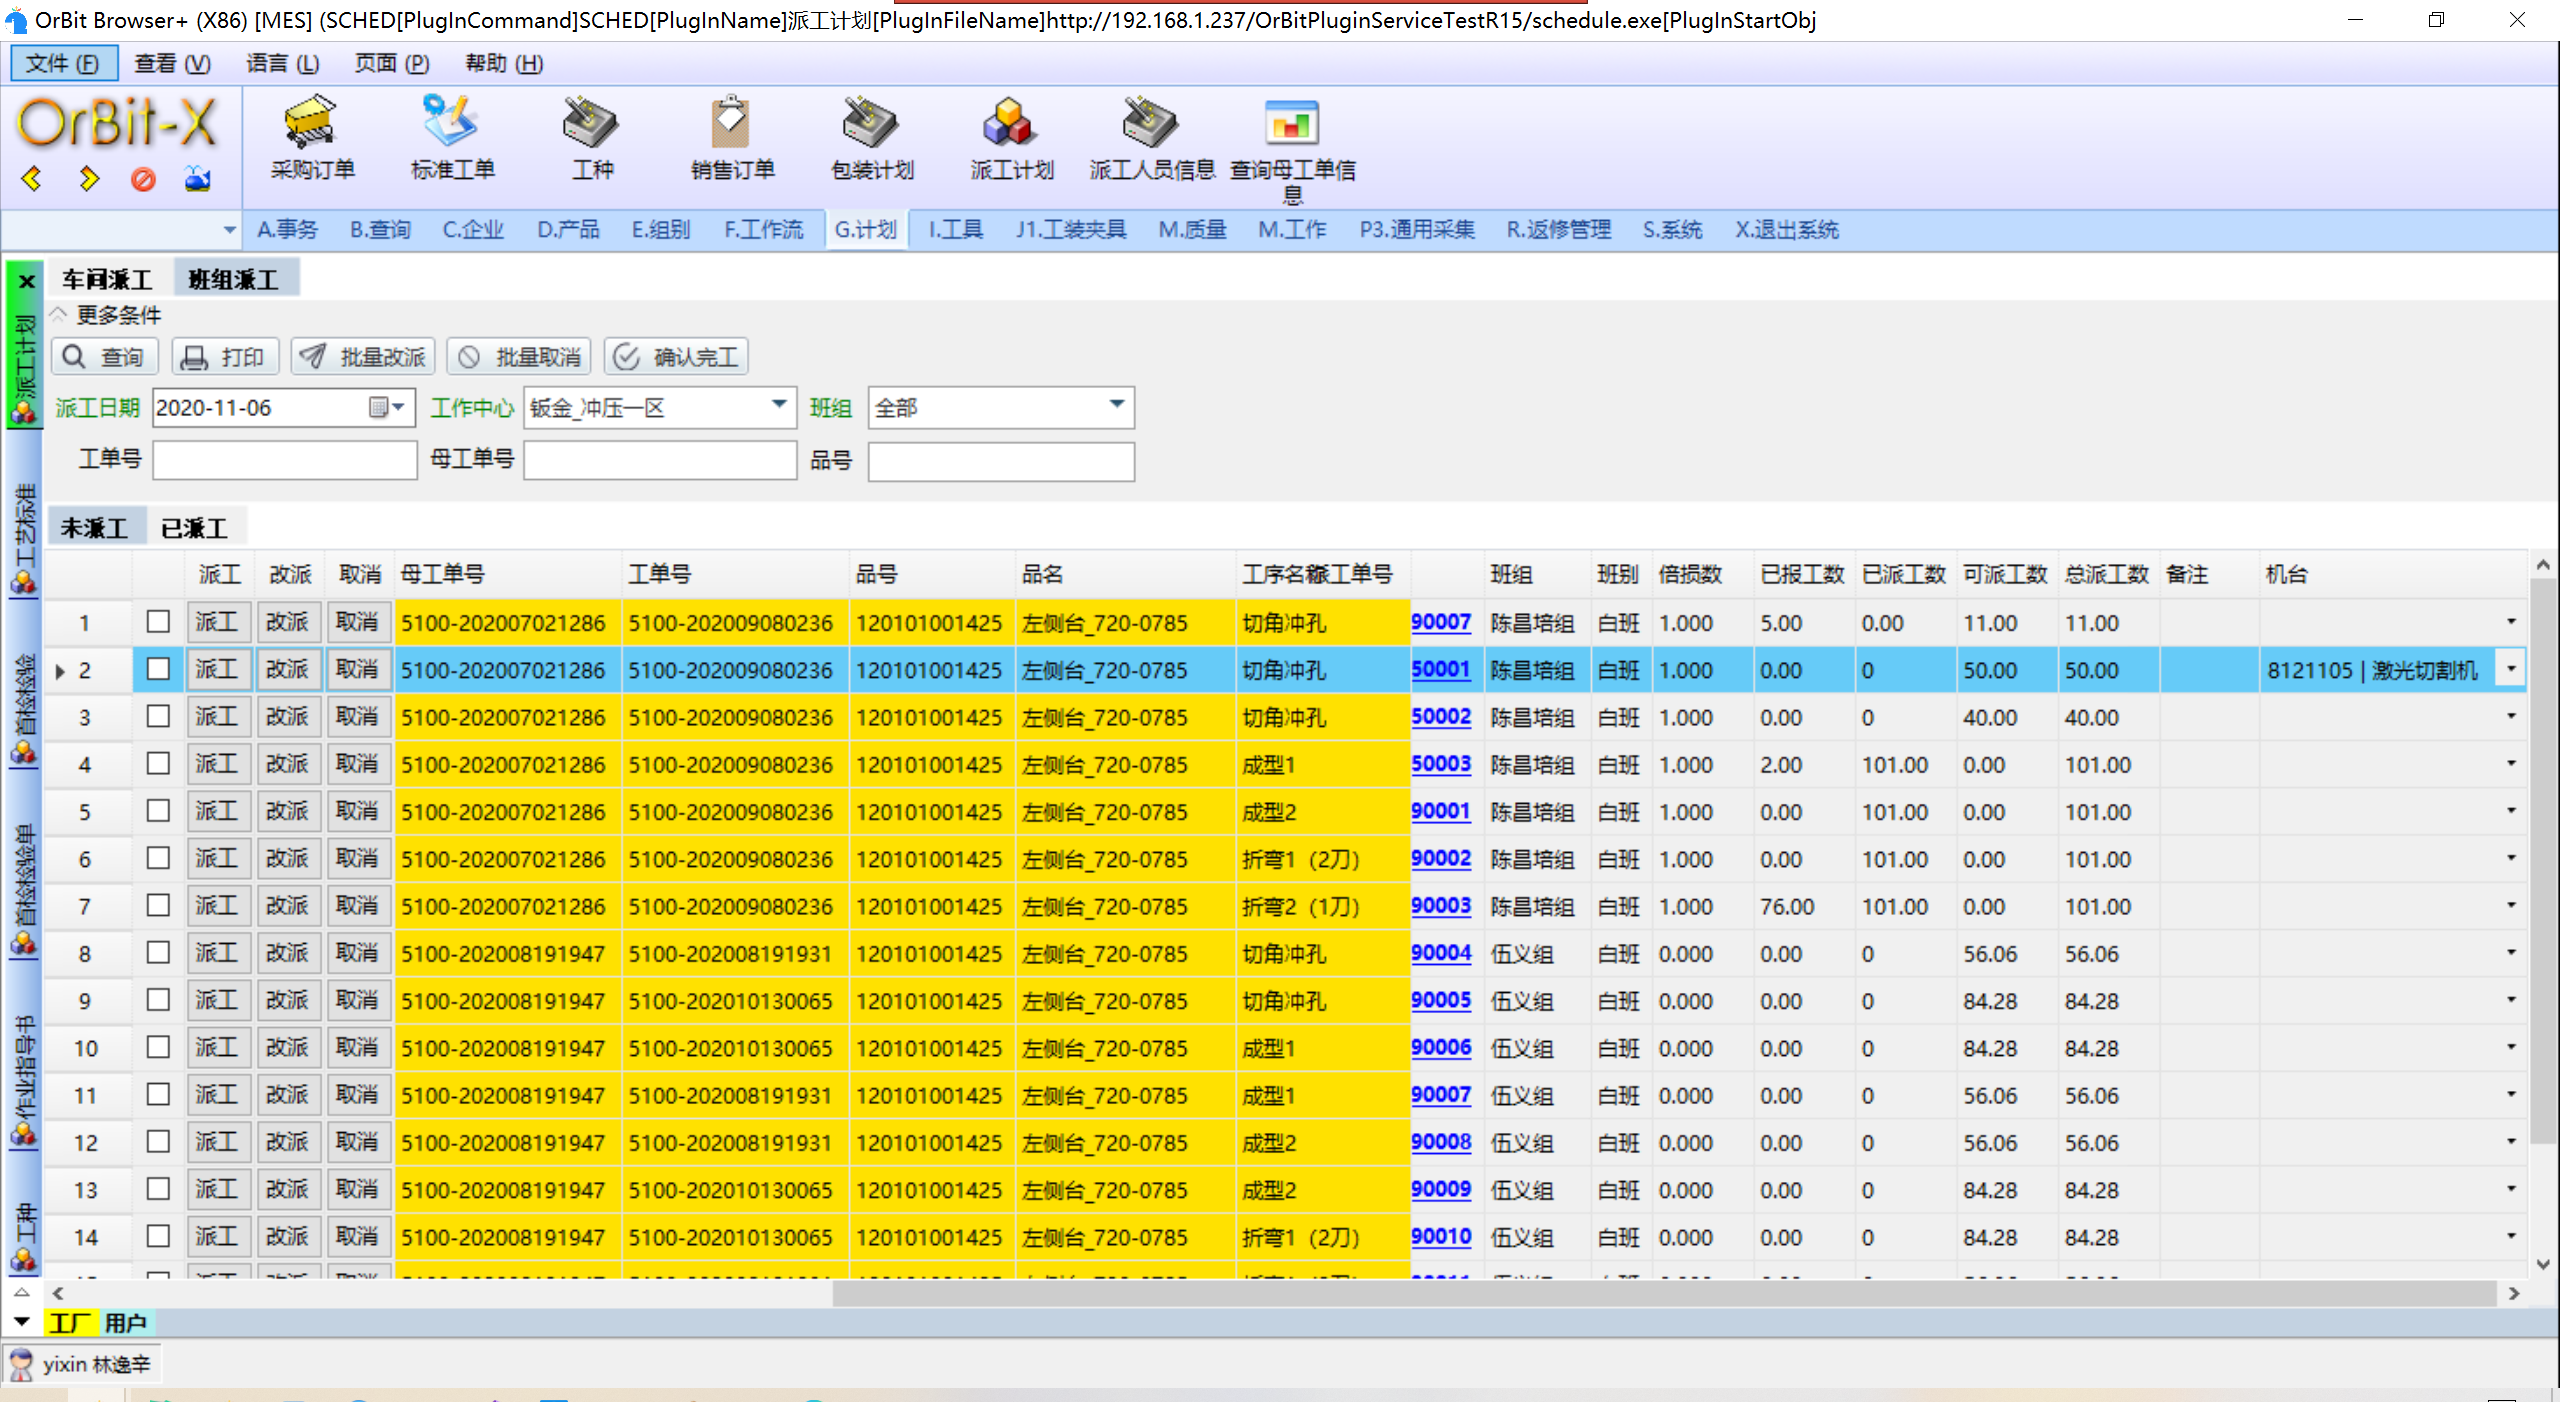 OrBit Browser+ (X86) [MES] (SCHED[PlugInCommand]SCHED[PlugInName]派工计划[PlugInFileName]http://192.168.1.237/OrBitPluginServiceTestR15/schedule.exe[PlugInStartObj
文件 (F) 查看 (V) 语言 (L) 页面 (P) 帮助 (H)
OrBit-X
采购订单 标准工单 工种 销售订单 包装计划 派工计划 派工人员信息 查询母工单信息
A.事务 B.查询 C.企业 D.产品 E.组别 F.工作流 G.计划 I.工具 J1.工装夹具 M.质量 M.工作 P3.通用采集 R.返修管理 S.系统 X.退出系统
派工计划
工艺标准
首检检验
首检检验单
作业指导书
工种
车间派工 班组派工
更多条件
查询 打印 批量改派 批量取消 确认完工
派工日期 2020-11-06 工作中心 钣金_冲压一区 班组 全部
工单号 母工单号 品号
未派工 已派工
派工 改派 取消 母工单号 工单号 品号 品名 工序名称 派工单号 班组 班别 倍损数 已报工数 已派工数 可派工数 总派工数 备注 机台
1 派工 改派 取消 5100-202007021286 5100-202009080236 120101001425 左侧台_720-0785 切角冲孔 90007 陈昌培组 白班 1.000 5.00 0.00 11.00 11.00
2 派工 改派 取消 5100-202007021286 5100-202009080236 120101001425 左侧台_720-0785 切角冲孔 50001 陈昌培组 白班 1.000 0.00 0 50.00 50.00 8121105 | 激光切割机
3 派工 改派 取消 5100-202007021286 5100-202009080236 120101001425 左侧台_720-0785 切角冲孔 50002 陈昌培组 白班 1.000 0.00 0 40.00 40.00
4 派工 改派 取消 5100-202007021286 5100-202009080236 120101001425 左侧台_720-0785 成型1 50003 陈昌培组 白班 1.000 2.00 101.00 0.00 101.00
5 派工 改派 取消 5100-202007021286 5100-202009080236 120101001425 左侧台_720-0785 成型2 90001 陈昌培组 白班 1.000 0.00 101.00 0.00 101.00
6 派工 改派 取消 5100-202007021286 5100-202009080236 120101001425 左侧台_720-0785 折弯1（2刀） 90002 陈昌培组 白班 1.000 0.00 101.00 0.00 101.00
7 派工 改派 取消 5100-202007021286 5100-202009080236 120101001425 左侧台_720-0785 折弯2（1刀） 90003 陈昌培组 白班 1.000 76.00 101.00 0.00 101.00
8 派工 改派 取消 5100-202008191947 5100-202008191931 120101001425 左侧台_720-0785 切角冲孔 90004 伍义组 白班 0.000 0.00 0 56.06 56.06
9 派工 改派 取消 5100-202008191947 5100-202010130065 120101001425 左侧台_720-0785 切角冲孔 90005 伍义组 白班 0.000 0.00 0 84.28 84.28
10 派工 改派 取消 5100-202008191947 5100-202010130065 120101001425 左侧台_720-0785 成型1 90006 伍义组 白班 0.000 0.00 0 84.28 84.28
11 派工 改派 取消 5100-202008191947 5100-202008191931 120101001425 左侧台_720-0785 成型1 90007 伍义组 白班 0.000 0.00 0 56.06 56.06
12 派工 改派 取消 5100-202008191947 5100-202008191931 120101001425 左侧台_720-0785 成型2 90008 伍义组 白班 0.000 0.00 0 56.06 56.06
13 派工 改派 取消 5100-202008191947 5100-202010130065 120101001425 左侧台_720-0785 成型2 90009 伍义组 白班 0.000 0.00 0 84.28 84.28
14 派工 改派 取消 5100-202008191947 5100-202010130065 120101001425 左侧台_720-0785 折弯1（2刀） 90010 伍义组 白班 0.000 0.00 0 84.28 84.28
工厂 用户
yixin 林逸辛